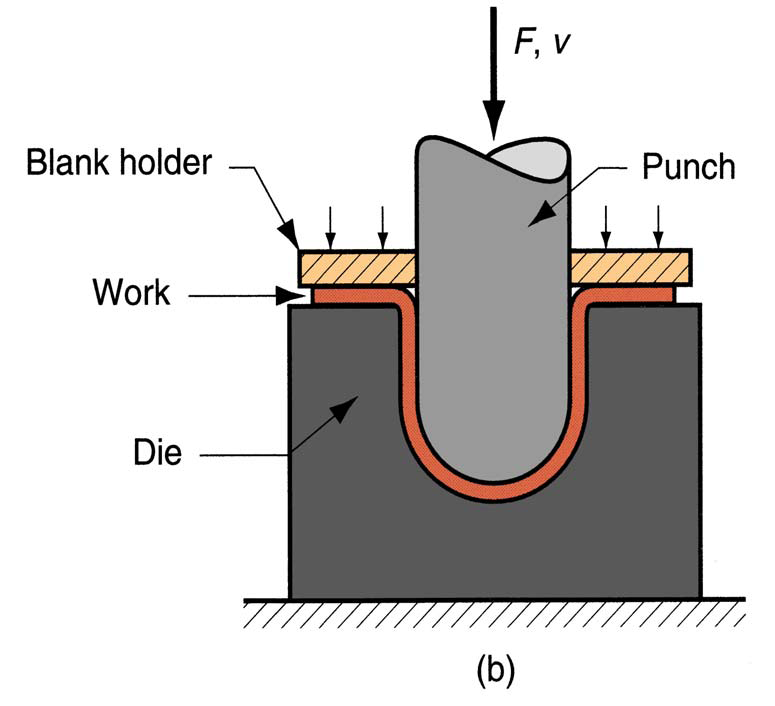 F, v
Blank holder
Punch
Work
Die
(b)